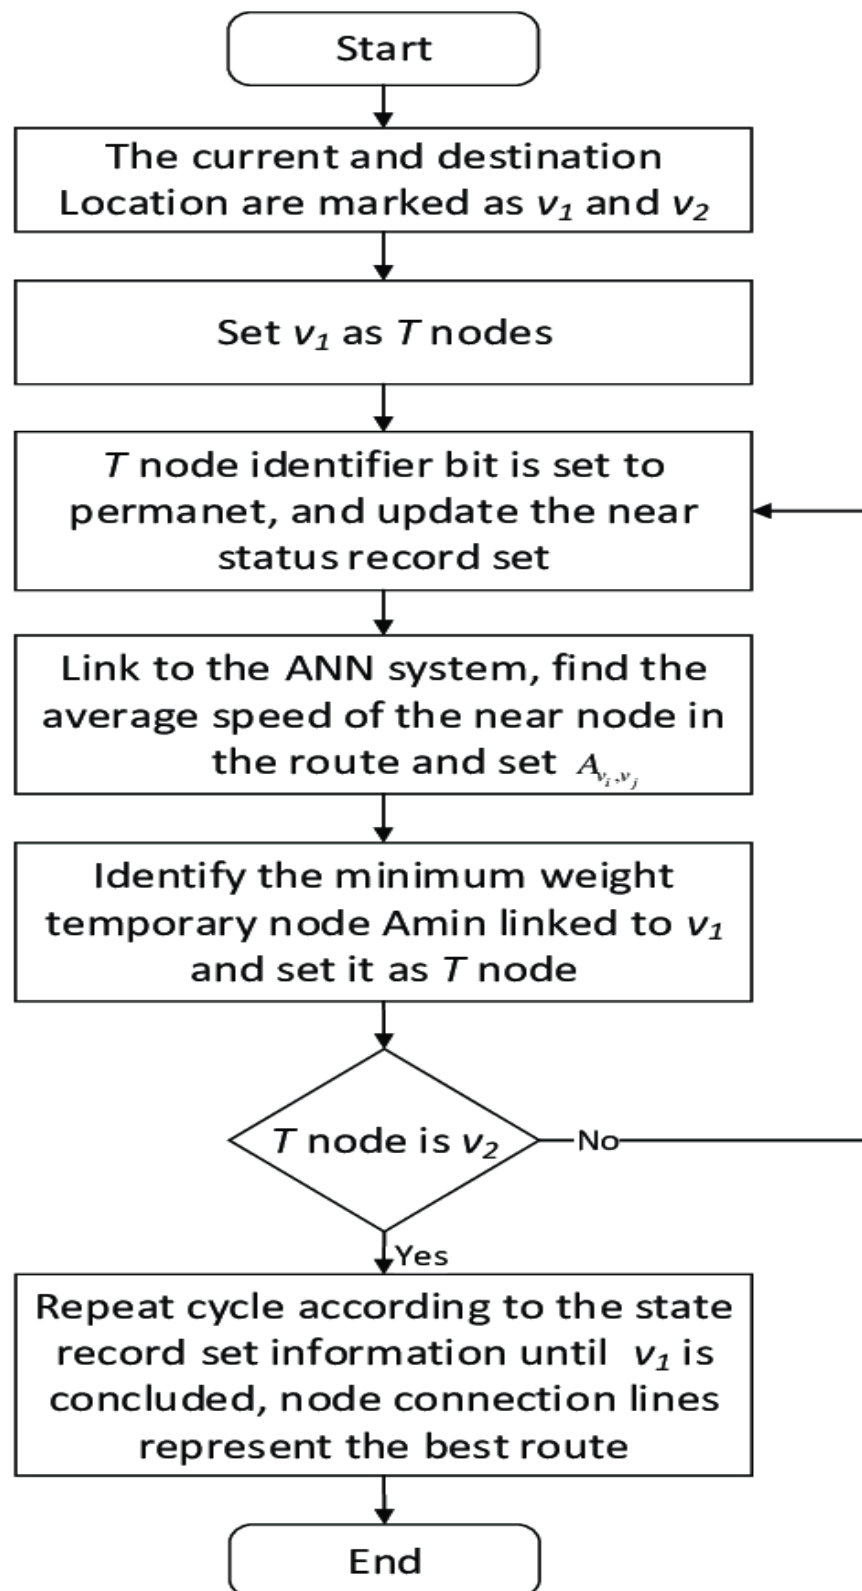 Start
The current and destination
Location are marked as v₁ and v₂
Set v₁ as T nodes
T node identifier bit is set to
permanet, and update the near
status record set
Link to the ANN system, find the
average speed of the near node in
the route and set A_{v_i,v_j}
Identify the minimum weight
temporary node Amin linked to v₁
and set it as T node
T node is v₂
No
Yes
Repeat cycle according to the state
record set information until v₁ is
concluded, node connection lines
represent the best route
End